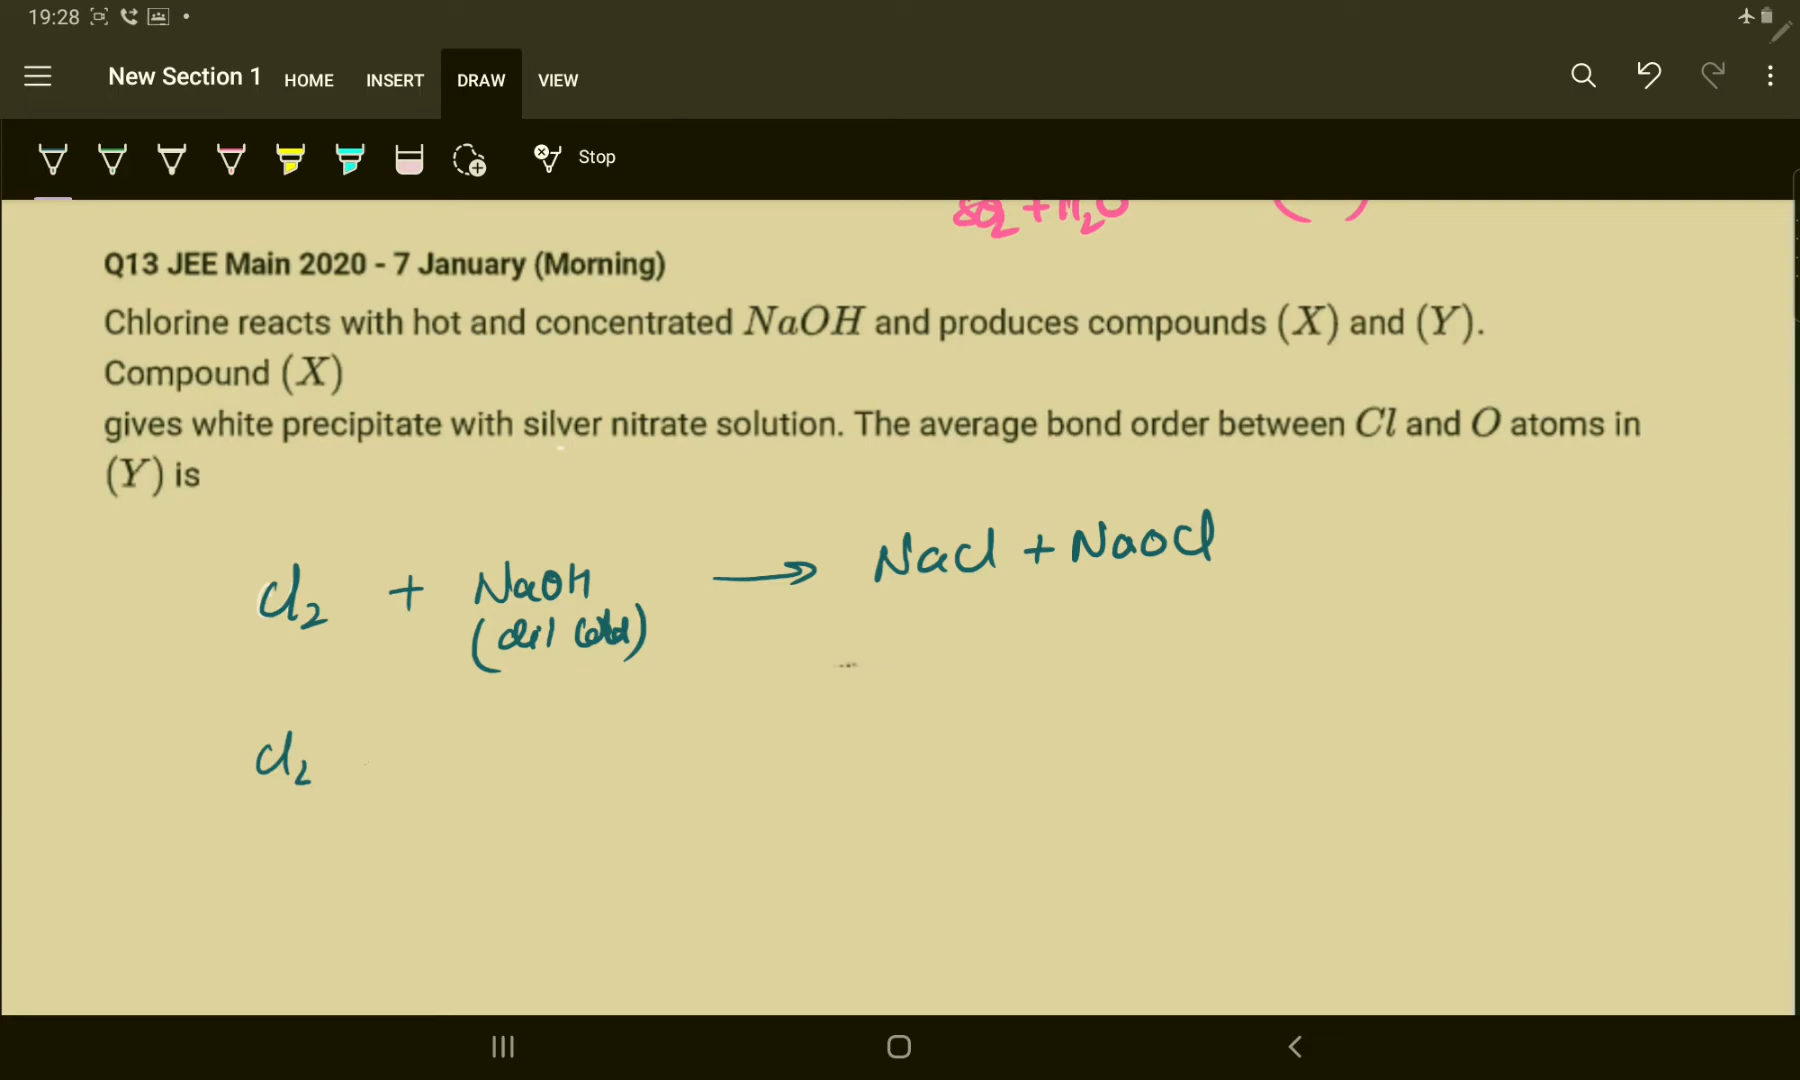 19:28
New Section 1 HOME INSERT DRAW VIEW
Stop
+ H₂O ( )
Q13 JEE Main 2020 - 7 January (Morning)
Chlorine reacts with hot and concentrated NaOH and produces compounds (X) and (Y).
Compound (X)
gives white precipitate with silver nitrate solution. The average bond order between Cl and O atoms in
(Y) is
Cl₂ + NaOH → NaCl + NaOCl
(dil cold)
Cl₂